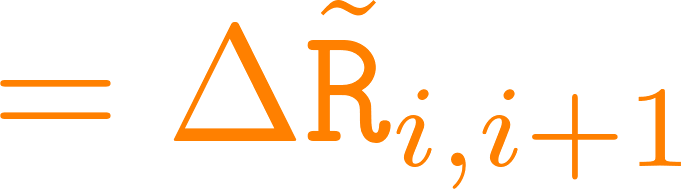 = ΔR̃_{i,i+1}